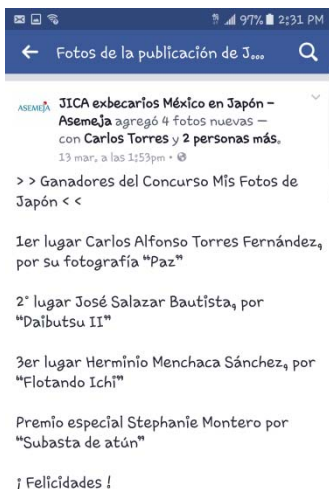 97% 2:31 PM
Fotos de la publicación de J...
ASEMEJA
JICA exbecarios México en Japón –
Asemeja agregó 4 fotos nuevas —
con Carlos Torres y 2 personas más.
13 mar, a las 1:53pm •
> > Ganadores del Concurso Mis Fotos de
Japón < <
1er lugar Carlos Alfonso Torres Fernández,
por su fotografía “Paz”
2° lugar José Salazar Bautista, por
“Daibutsu II”
3er lugar Herminio Menchaca Sánchez, por
“Flotando Ichi”
Premio especial Stephanie Montero por
“Subasta de atún”
¡ Felicidades !